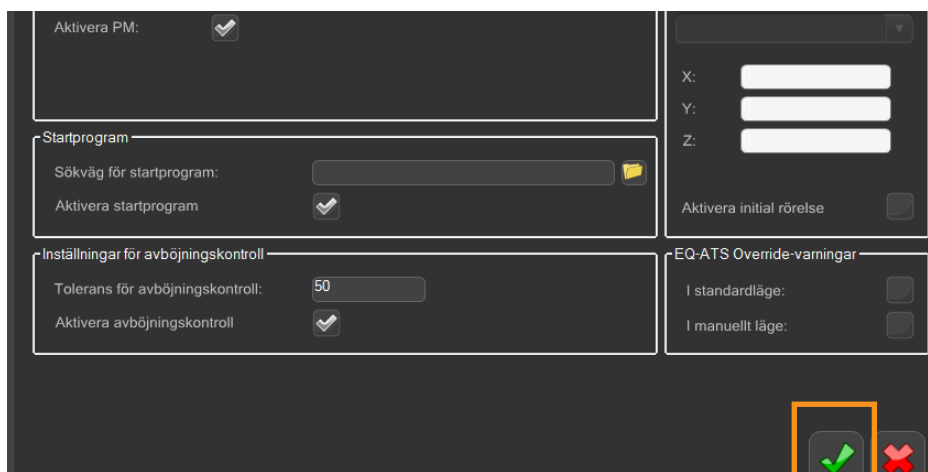 Aktivera PM:
Startprogram
Sökväg för startprogram:
Aktivera startprogram
Inställningar för avböjningskontroll
Tolerans för avböjningskontroll:
50
Aktivera avböjningskontroll
X:
Y:
Z:
Aktivera initial rörelse
EQ-ATS Override-varningar
I standardläge:
I manuellt läge: